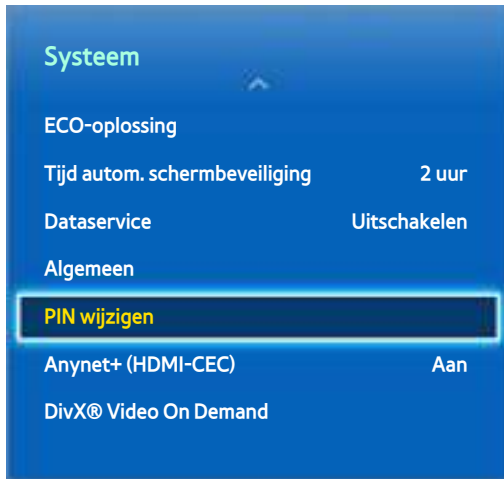 Systeem
ECO-oplossing
Tijd autom. schermbeveiliging 2 uur
Dataservice Uitschakelen
Algemeen
PIN wijzigen
Anynet+ (HDMI-CEC) Aan
DivX® Video On Demand